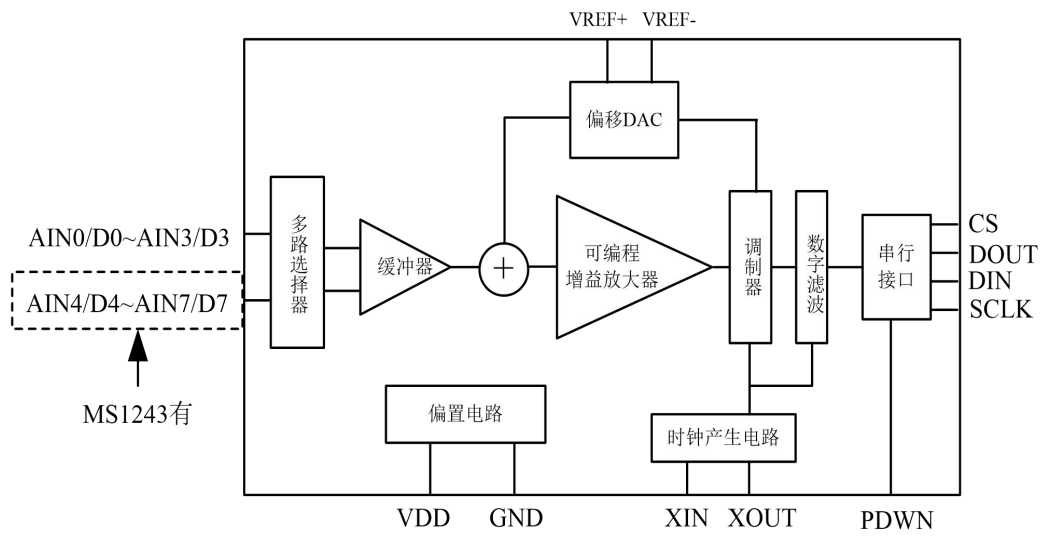 VREF+ VREF-
偏移DAC
AIN0/D0~AIN3/D3
AIN4/D4~AIN7/D7
MS1243有
多路选择器
缓冲器
+
可编程
增益放大器
调制器
数字滤波
串行
接口
CS
DOUT
DIN
SCLK
偏置电路
时钟产生电路
VDD GND XIN XOUT PDWN